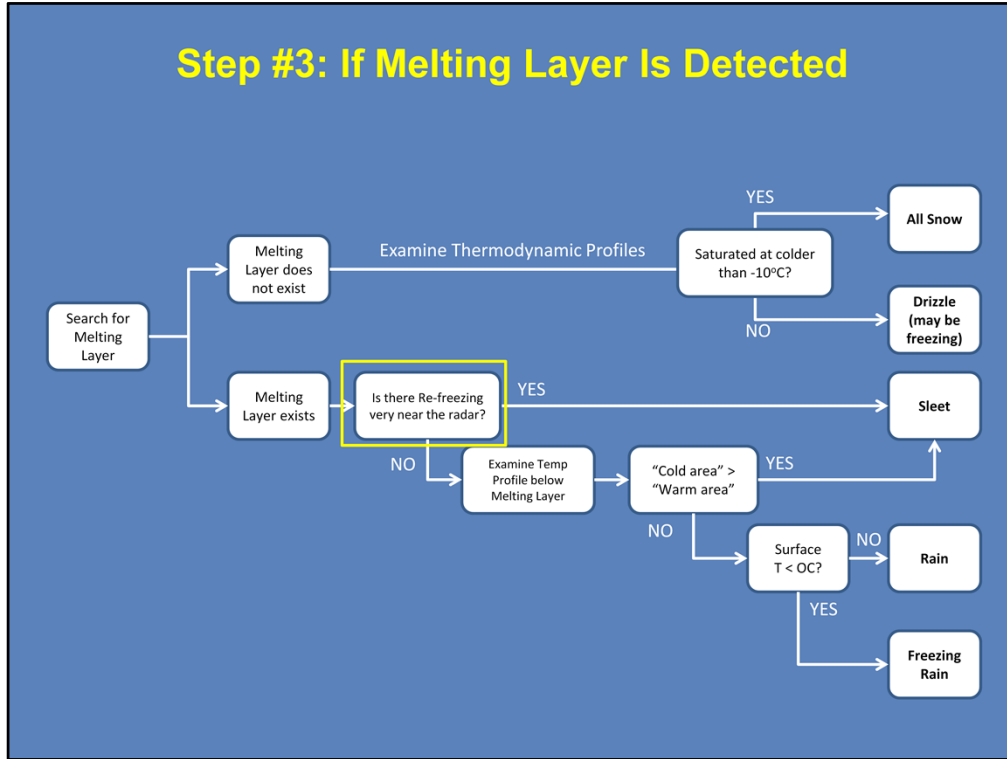 Step #3: If Melting Layer Is Detected
YES
All Snow
Melting
Layer does
not exist
Examine Thermodynamic Profiles
Saturated at colder
than -10°C?
NO
Drizzle
(may be
freezing)
Search for
Melting
Layer
Melting
Layer exists
Is there Re-freezing
very near the radar?
YES
Sleet
NO
Examine Temp
Profile below
Melting Layer
“Cold area” >
“Warm area”
YES
NO
Surface
T < OC?
NO
Rain
YES
Freezing
Rain